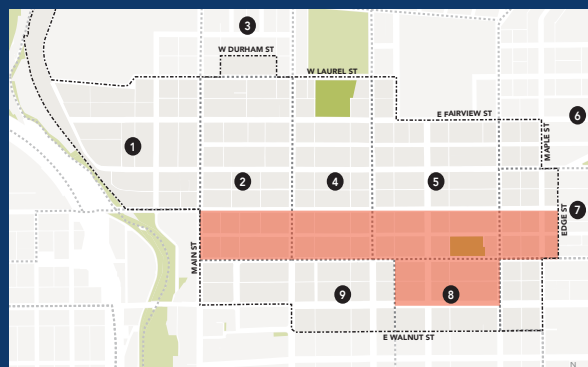 3
W DURHAM ST
W LAUREL ST
E FAIRVIEW ST
6
MAPLE ST
1
2
4
5
7
EDGE ST
MAIN ST
9
8
E WALNUT ST
N